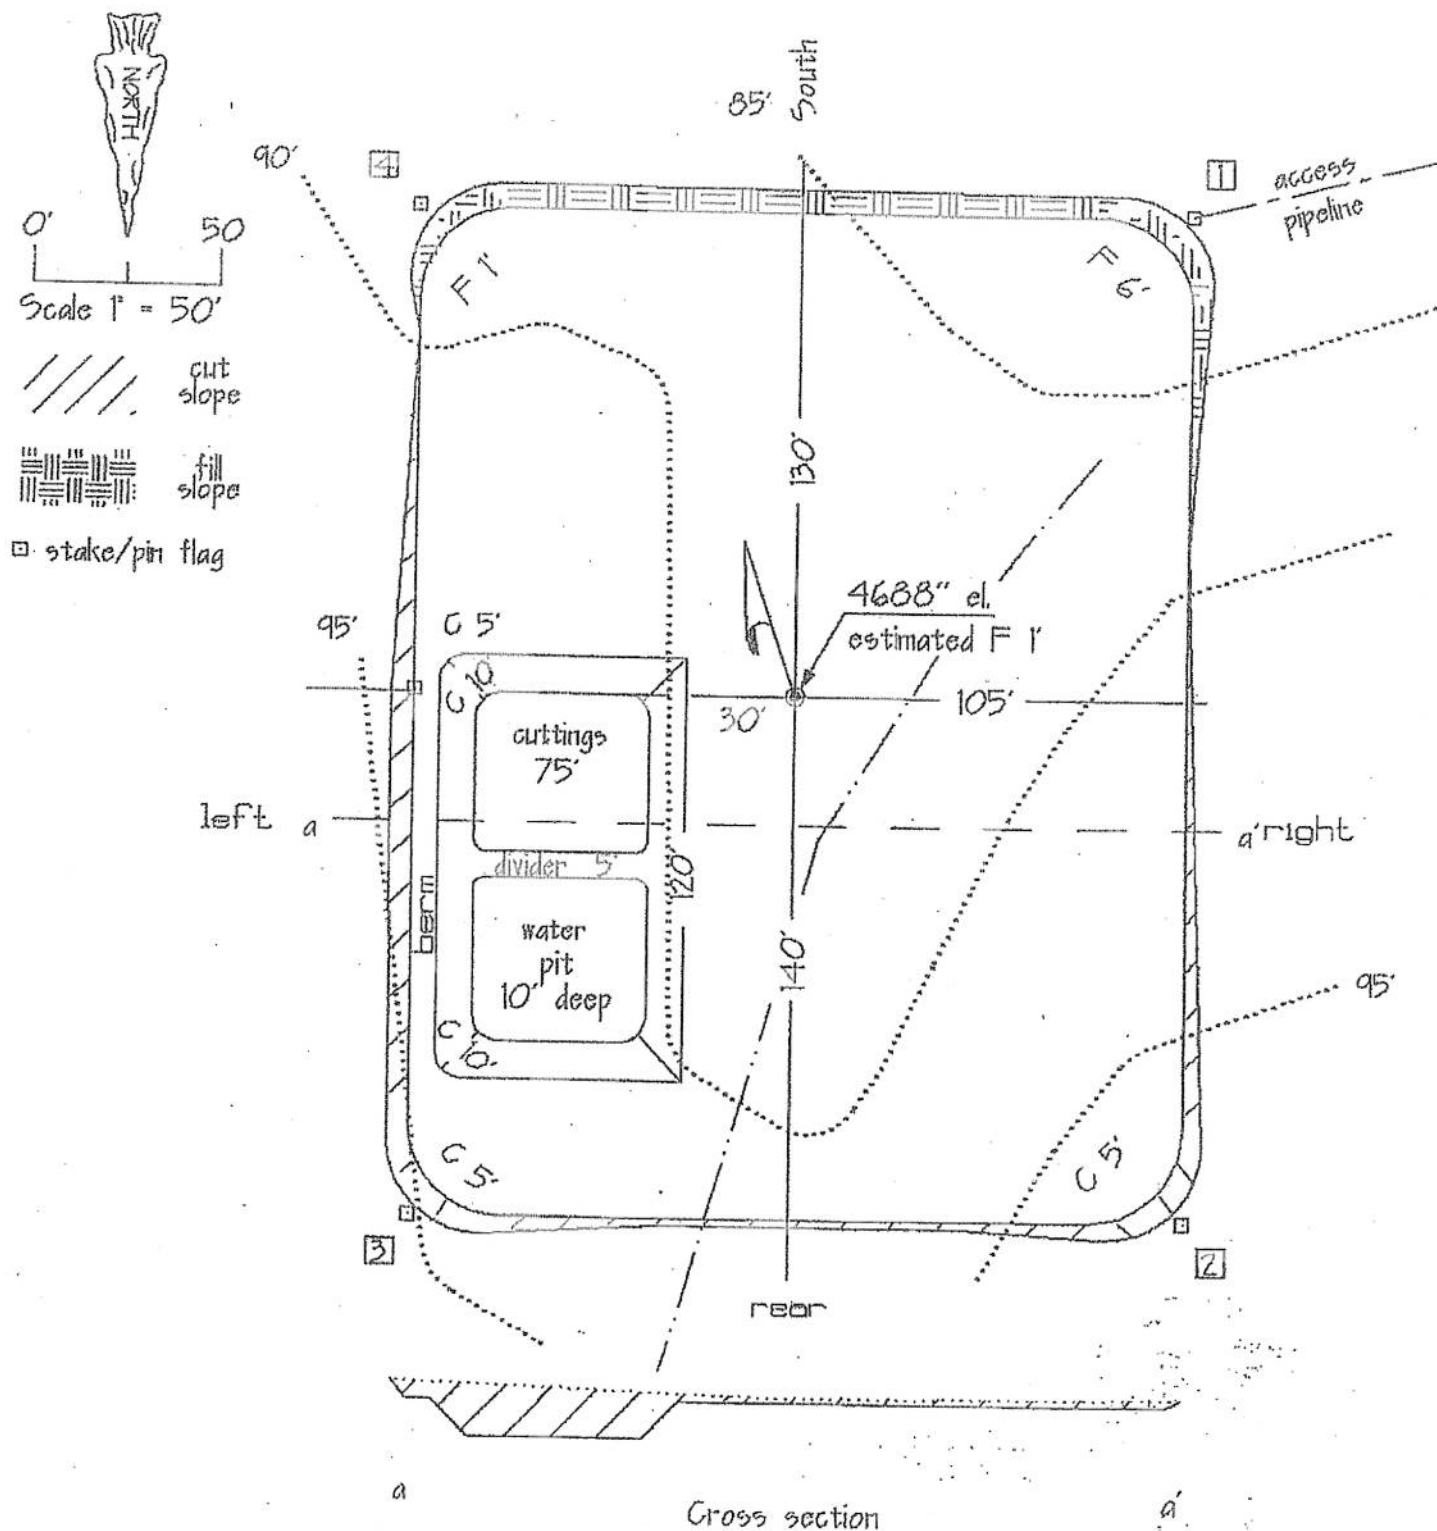 NORTH
0' 50
Scale 1" = 50'
cut
slope
fill
slope
stake/pin flag
South
85'
90'
4
1
access
pipeline
F 1'
F 6'
130'
4688" el.
estimated F 1'
95'
C 5'
C 10'
30'
105'
cuttings
75'
left a
a' right
divider 5'
120'
berm
water
pit
10' deep
140'
95'
C 10'
C 5'
C 5'
3
2
rear
a
Cross section
a'